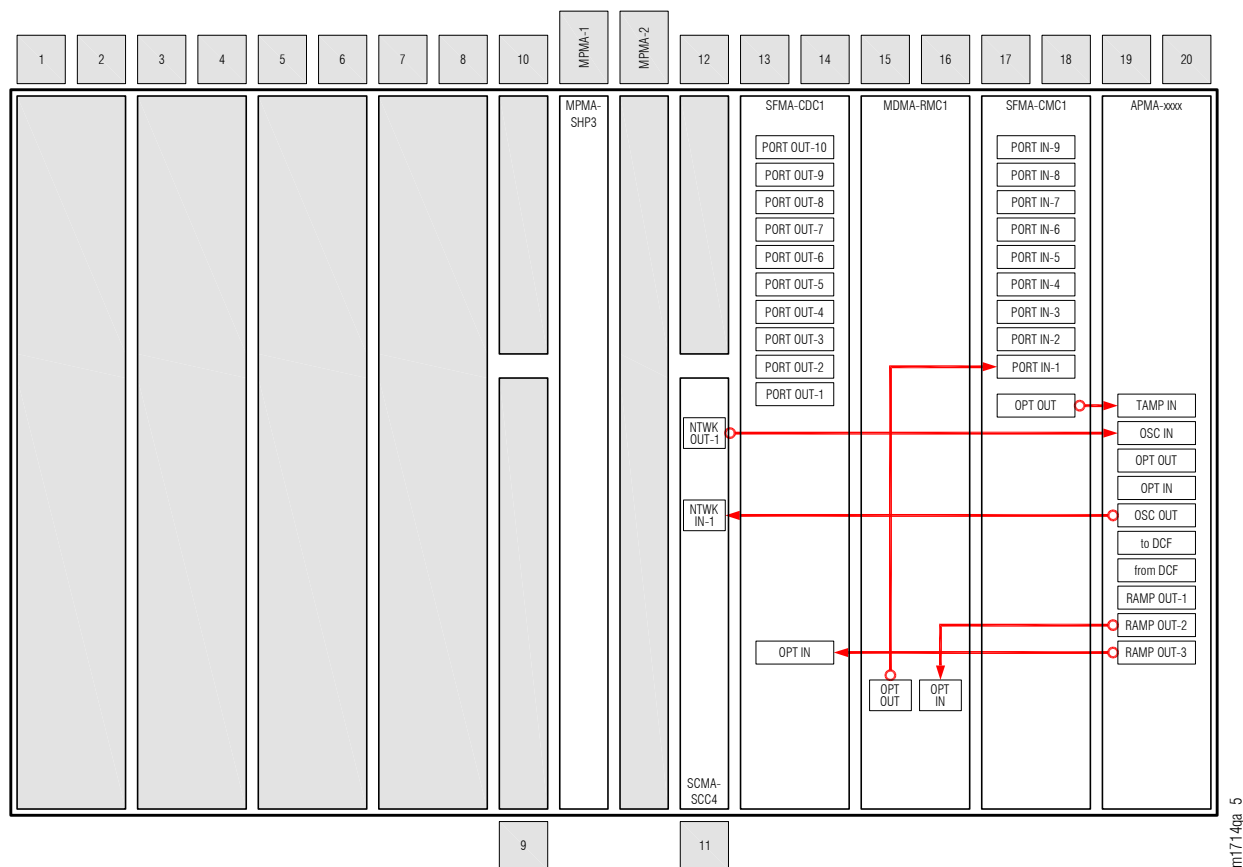 MPMA-1
MPMA-2
1
2
3
4
5
6
7
8
10
12
13
14
15
16
17
18
19
20
MPMA-
SHP3
SFMA-CDC1
MDMA-RMC1
SFMA-CMC1
APMA-xxxx
PORT OUT-10
PORT OUT-9
PORT OUT-8
PORT OUT-7
PORT OUT-6
PORT OUT-5
PORT OUT-4
PORT OUT-3
PORT OUT-2
PORT OUT-1
PORT IN-9
PORT IN-8
PORT IN-7
PORT IN-6
PORT IN-5
PORT IN-4
PORT IN-3
PORT IN-2
PORT IN-1
OPT OUT
TAMP IN
OSC IN
OPT OUT
OPT IN
OSC OUT
to DCF
from DCF
RAMP OUT-1
RAMP OUT-2
RAMP OUT-3
NTWK
OUT-1
NTWK
IN-1
OPT IN
OPT
OUT
OPT
IN
SCMA-
SCC4
9
11
m1714qa_5